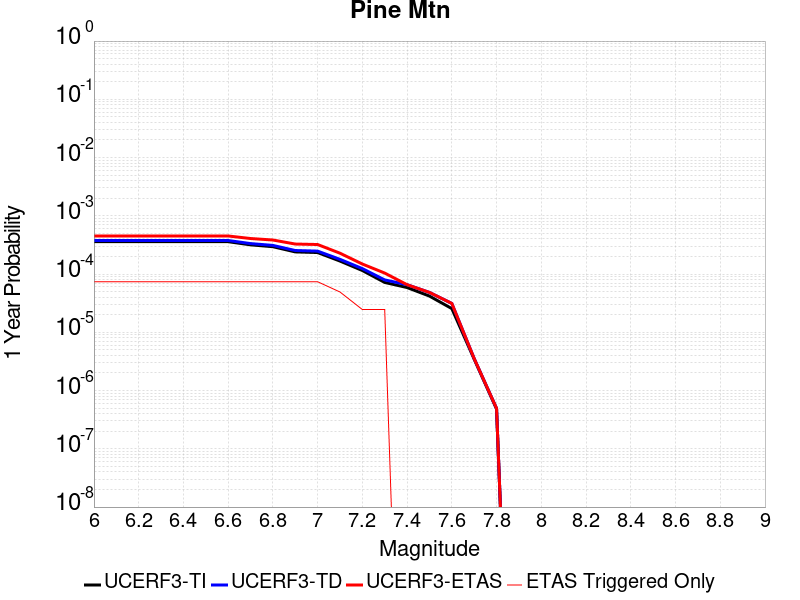 Pine Mtn
10^0
10^-1
10^-2
10^-3
10^-4
10^-5
10^-6
10^-7
10^-8
1 Year Probability
6 6.2 6.4 6.6 6.8 7 7.2 7.4 7.6 7.8 8 8.2 8.4 8.6 8.8 9
Magnitude
UCERF3-TI UCERF3-TD UCERF3-ETAS ETAS Triggered Only